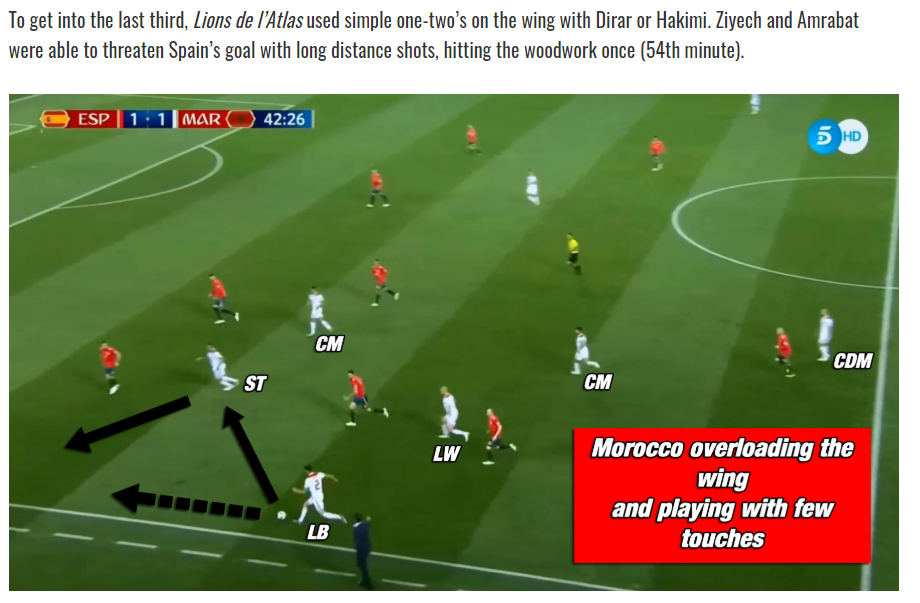 To get into the last third, Lions de l'Atlas used simple one-two's on the wing with Dirar or Hakimi. Ziyech and Amrabat
were able to threaten Spain's goal with long distance shots, hitting the woodwork once (54th minute).
ESP 1 - 1 MAR 42:26
5 HD
CM
ST
CM
CDM
LW
2
LB
Morocco overloading the
wing
and playing with few
touches